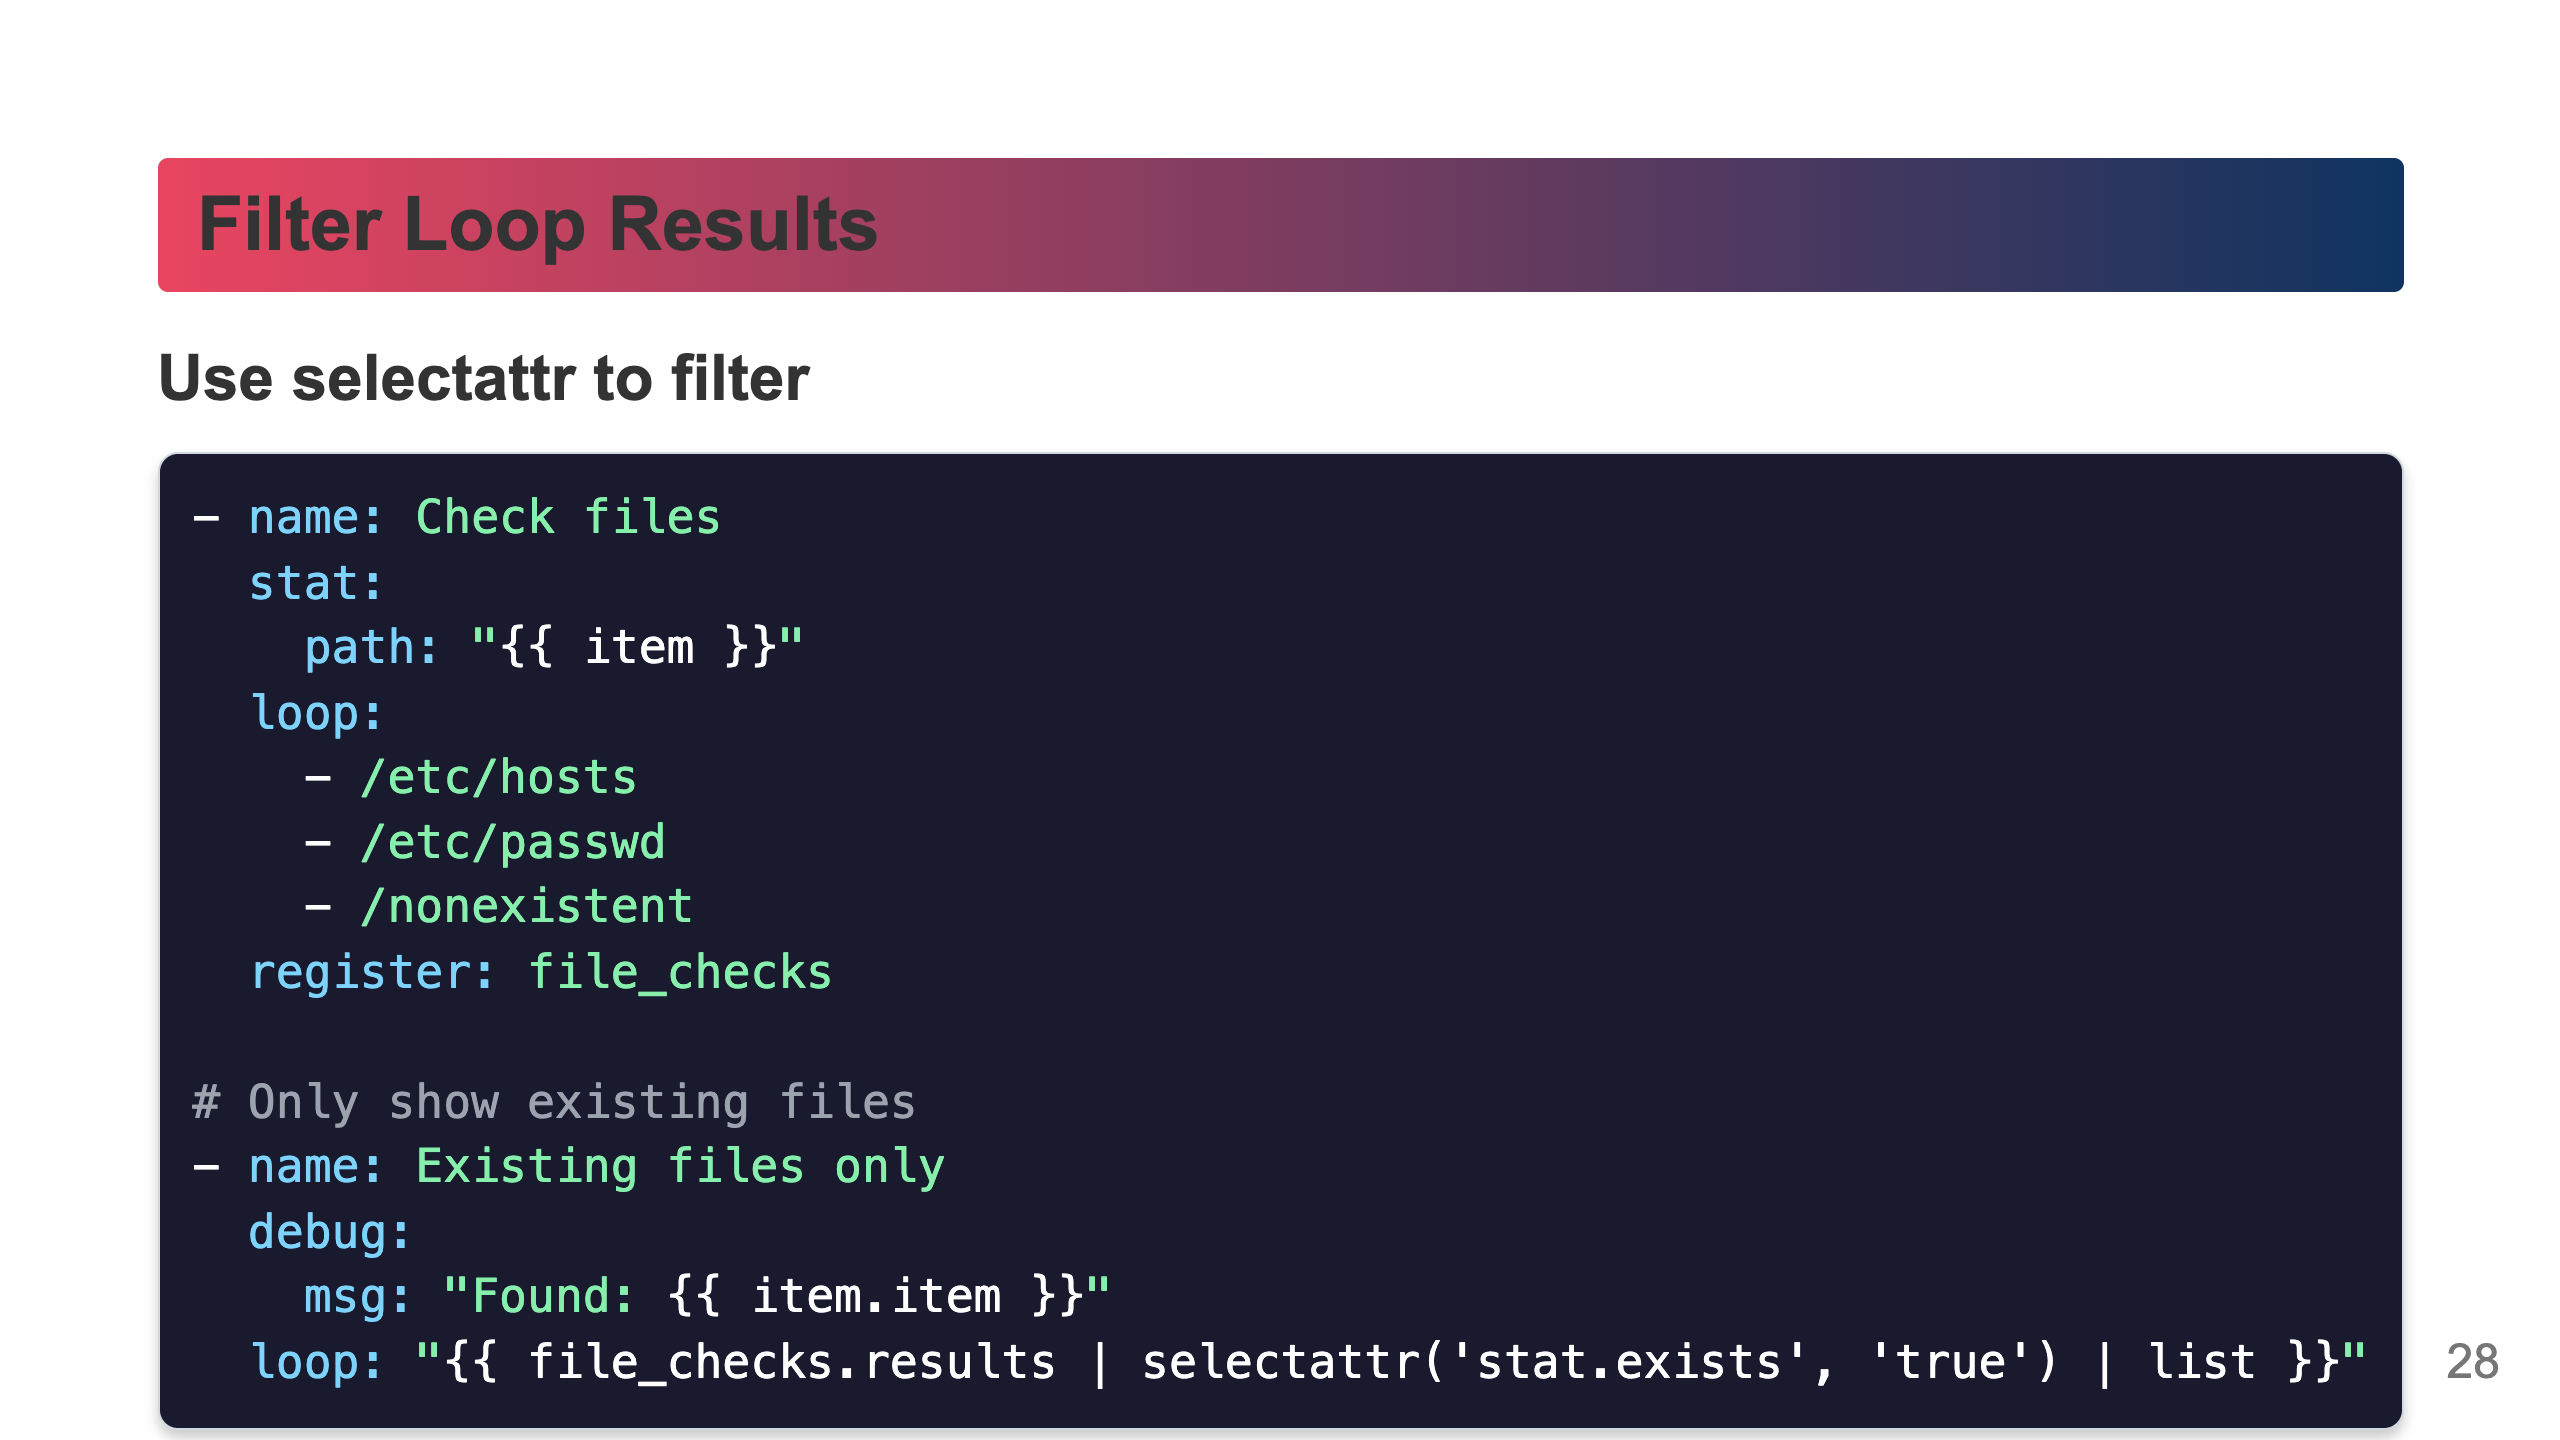 Filter Loop Results
Use selectattr to filter
- name: Check files
  stat:
    path: "{{ item }}"
  loop:
    - /etc/hosts
    - /etc/passwd
    - /nonexistent
  register: file_checks

# Only show existing files
- name: Existing files only
  debug:
    msg: "Found: {{ item.item }}"
  loop: "{{ file_checks.results | selectattr('stat.exists', 'true') | list }}"
28